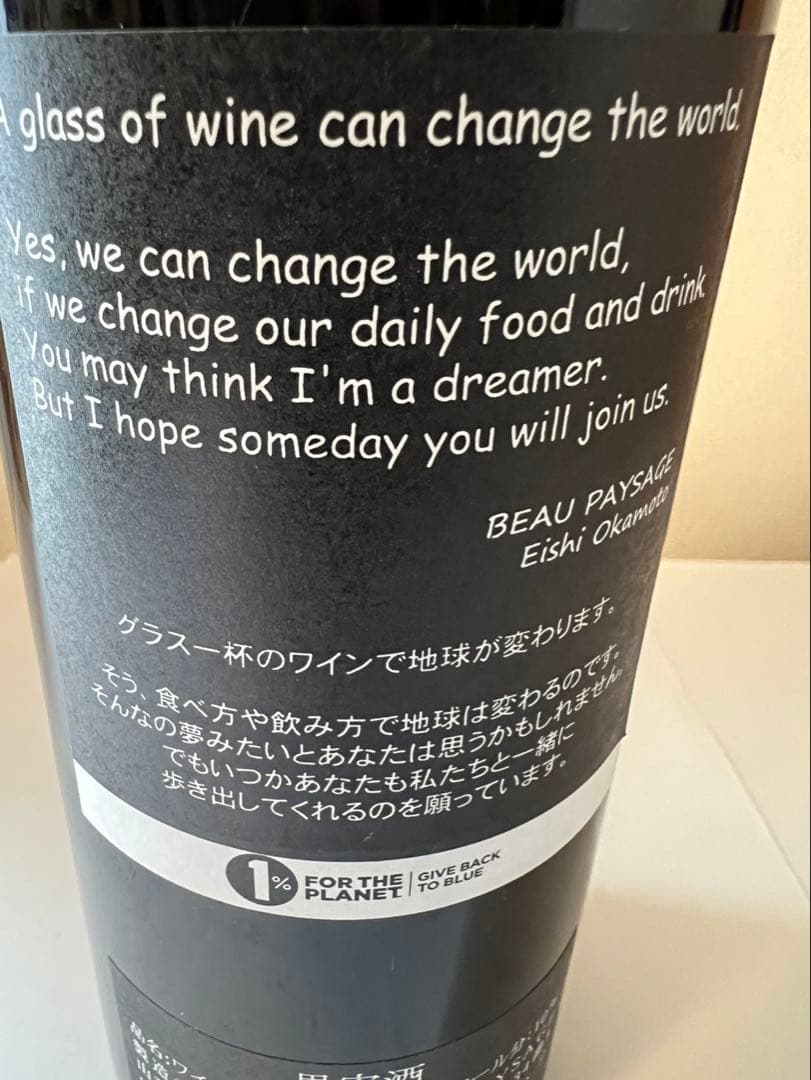 A glass of wine can change the world.
Yes, we can change the world,
if we change our daily food and drink.
You may think I'm a dreamer.
But I hope someday you will join us.
BEAU PAYSAGE
Eishi Okamoto
グラス一杯のワインで地球が変わります。
そう、食べ方や飲み方で地球は変わるのです。
そんなの夢みたいとあなたは思うかもしれません。
でもいつかあなたも私たちと一緒に
歩き出してくれるのを願っています。
1% FOR THE PLANET | GIVE BACK TO BLUE
品名:ワイ
果実酒